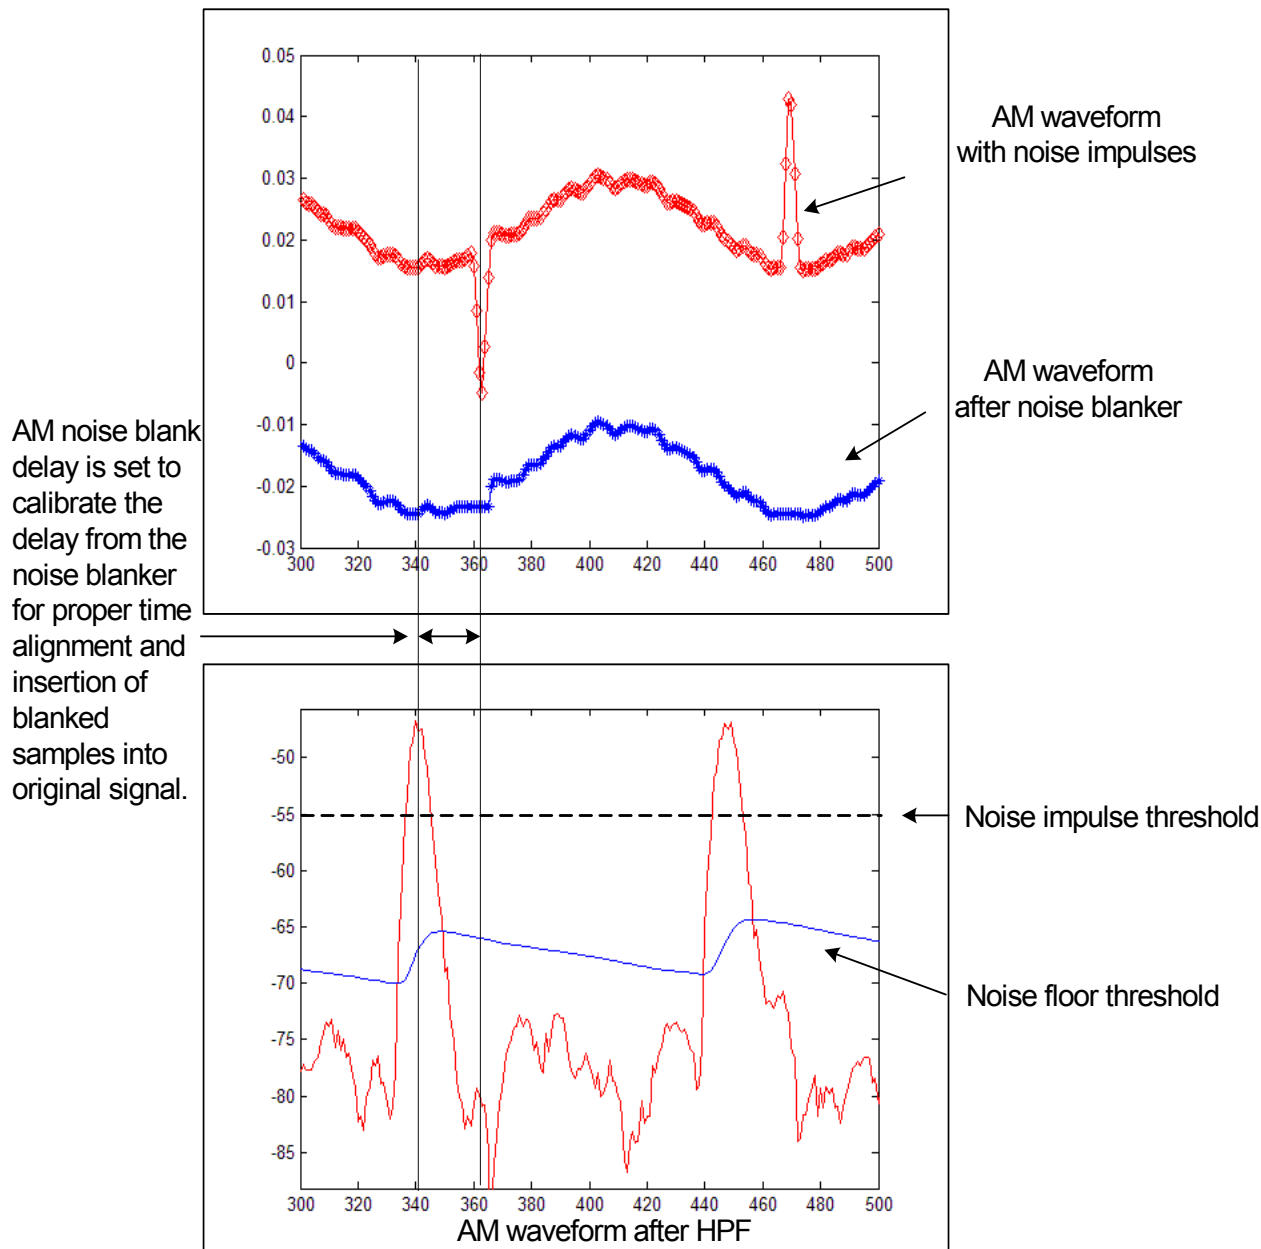 0.05
0.04
0.03
0.02
0.01
0
-0.01
-0.02
-0.03
300 320 340 360 380 400 420 440 460 480 500
AM waveform
with noise impulses
AM waveform
after noise blanker
AM noise blank
delay is set to
calibrate the
delay from the
noise blanker
for proper time
alignment and
insertion of
blanked
samples into
original signal.
-50
-55
-60
-65
-70
-75
-80
-85
300 320 340 360 380 400 420 440 460 480 500
AM waveform after HPF
Noise impulse threshold
Noise floor threshold